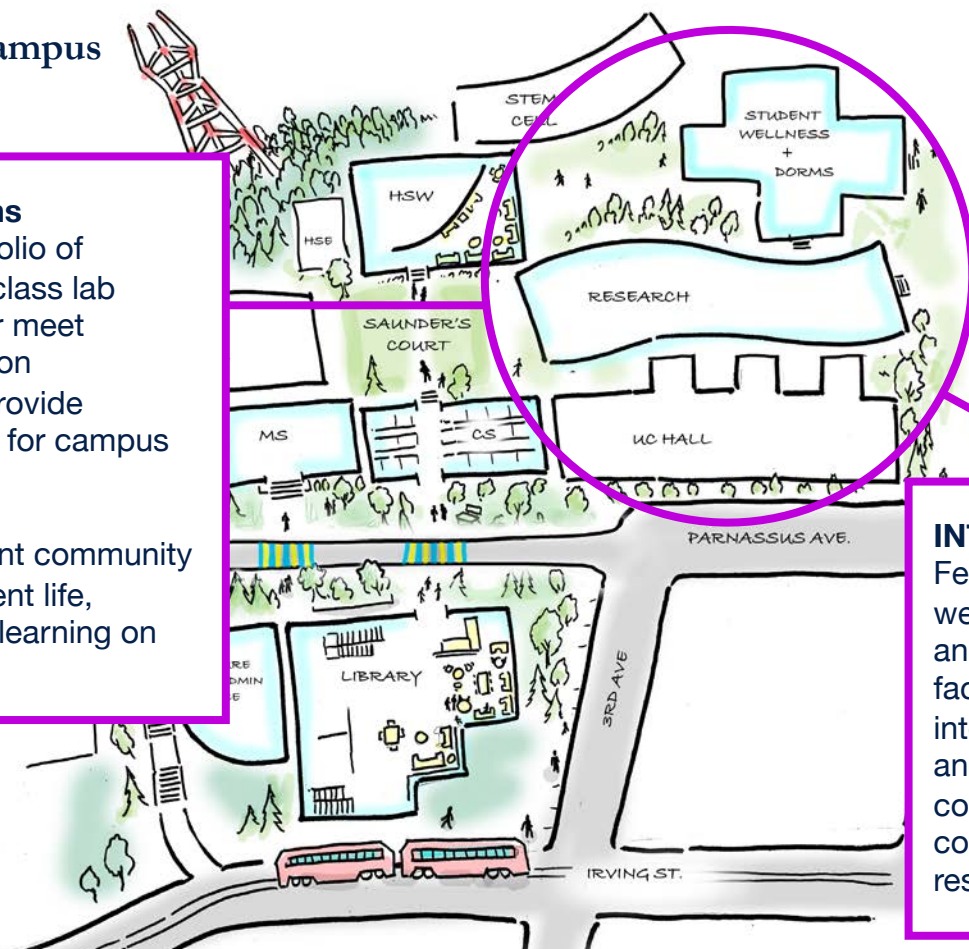 ampus
STEM
CELL
STUDENT
WELLNESS
+
DORMS
HSW
HSE
folio of
class lab
r meet
on
rovide
for campus
RESEARCH
SAUNDER'S
COURT
MS
CS
UC HALL
PARNASSUS AVE.
nt community
ent life,
learning on
LIBRARY
3RD AVE
IRVING ST.
INT
Fe
we
an
fac
int
an
co
co
res